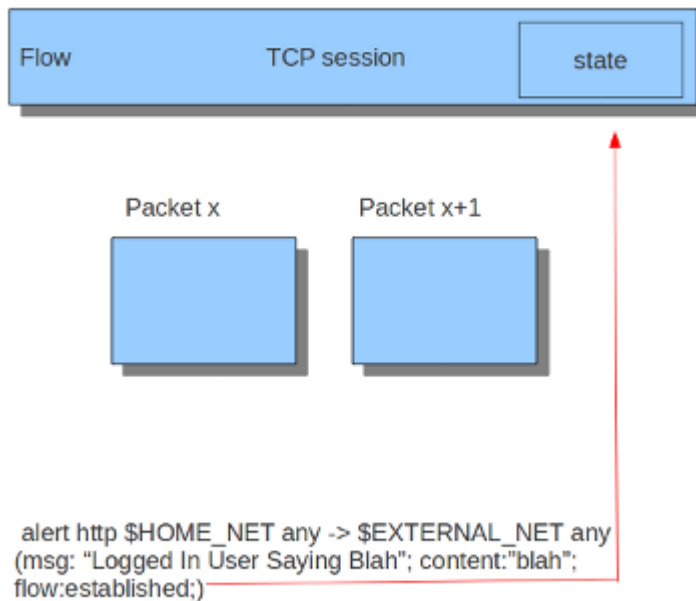 Flow TCP session state
Packet x Packet x+1
alert http $HOME_NET any -> $EXTERNAL_NET any
(msg: “Logged In User Saying Blah"; content:"blah";
flow:established;)